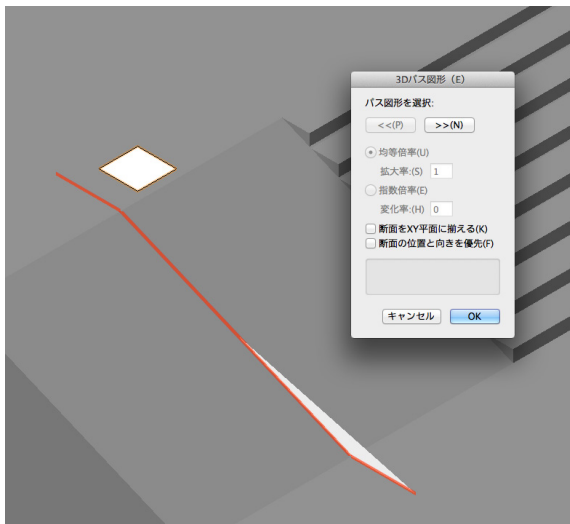 3Dパス図形（E）
パス図形を選択:
<<(P) >>(N)
均等倍率(U)
拡大率:(S) 1
指数倍率(E)
変化率:(H) 0
断面をXY平面に揃える(K)
断面の位置と向きを優先(F)
キャンセル OK